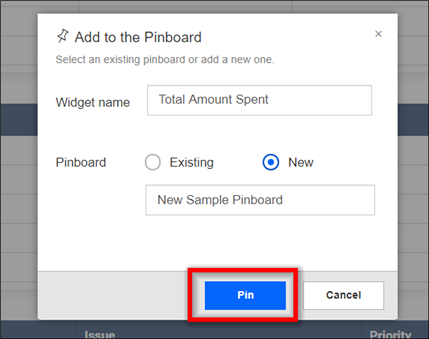 Add to the Pinboard
×
Select an existing pinboard or add a new one.
Widget name
Total Amount Spent
Pinboard
Existing
New
New Sample Pinboard
Pin
Cancel
Issue
Priority